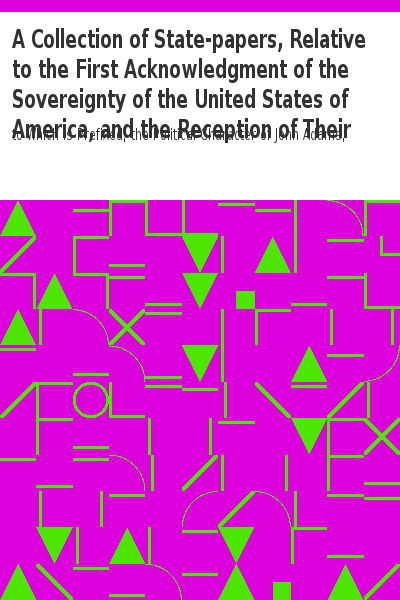 A Collection of State-papers, Relative
to the First Acknowledgment of the
Sovereignty of the United States of
America, and the Reception of Their
to Which is Prefixed, the Political Character of John Adams,